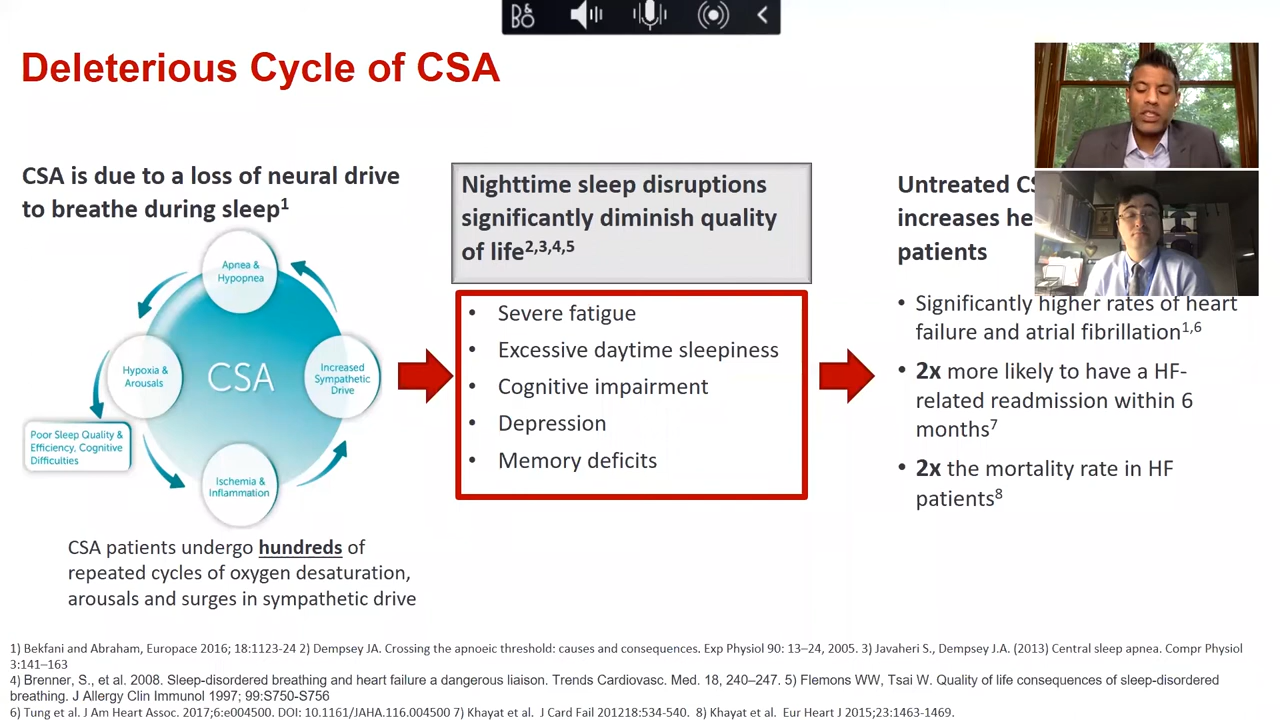 B&O
Deleterious Cycle of CSA
CSA is due to a loss of neural drive
to breathe during sleep1
Apnea &
Hypopnea
Hypoxia &
Arousals
CSA
Increased
Sympathetic
Drive
Poor Sleep Quality &
Efficiency, Cognitive
Difficulties
Ischemia &
Inflammation
CSA patients undergo hundreds of
repeated cycles of oxygen desaturation,
arousals and surges in sympathetic drive
Nighttime sleep disruptions
significantly diminish quality
of life2,3,4,5
• Severe fatigue
• Excessive daytime sleepiness
• Cognitive impairment
• Depression
• Memory deficits
Untreated
increases
patients
• Significantly higher rates of heart
failure and atrial fibrillation1,6
• 2x more likely to have a HF-
related readmission within 6
months7
• 2x the mortality rate in HF
patients8
1) Bekfani and Abraham, Europace 2016; 18:1123-24 2) Dempsey JA. Crossing the apnoeic threshold: causes and consequences. Exp Physiol 90: 13–24, 2005. 3) Javaheri S., Dempsey J.A. (2013) Central sleep apnea. Compr Physiol
3:141–163
4) Brenner, S., et al. 2008. Sleep-disordered breathing and heart failure a dangerous liaison. Trends Cardiovasc. Med. 18, 240–247. 5) Flemons WW, Tsai W. Quality of life consequences of sleep-disordered
breathing. J Allergy Clin Immunol 1997; 99:S750-S756
6) Tung et al. J Am Heart Assoc. 2017;6:e004500. DOI: 10.1161/JAHA.116.004500 7) Khayat et al. J Card Fail 201218:534-540. 8) Khayat et al. Eur Heart J 2015;23:1463-1469.